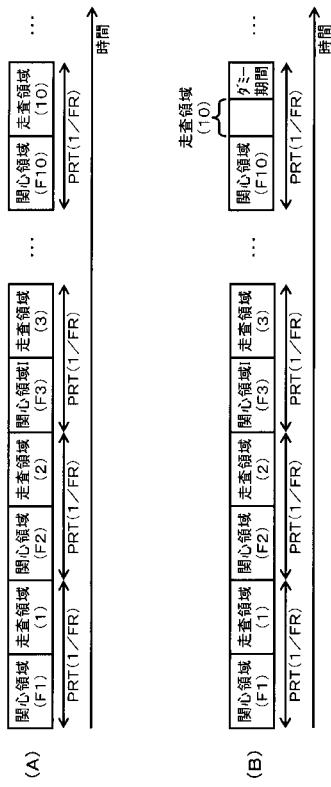 (A)
関心領域
(F1)
走査領域
(1)
関心領域
(F2)
走査領域
(2)
関心領域I
(F3)
走査領域
(3)
…
関心領域
(F10)
走査領域
(10)
…
PRT(1/FR)
PRT(1/FR)
PRT(1/FR)
PRT(1/FR)
時間
(B)
走査領域
(10)
関心領域
(F1)
走査領域
(1)
関心領域
(F2)
走査領域
(2)
関心領域I
(F3)
走査領域
(3)
…
関心領域
(F10)
ダミー
期間
…
PRT(1/FR)
PRT(1/FR)
PRT(1/FR)
PRT(1/FR)
時間